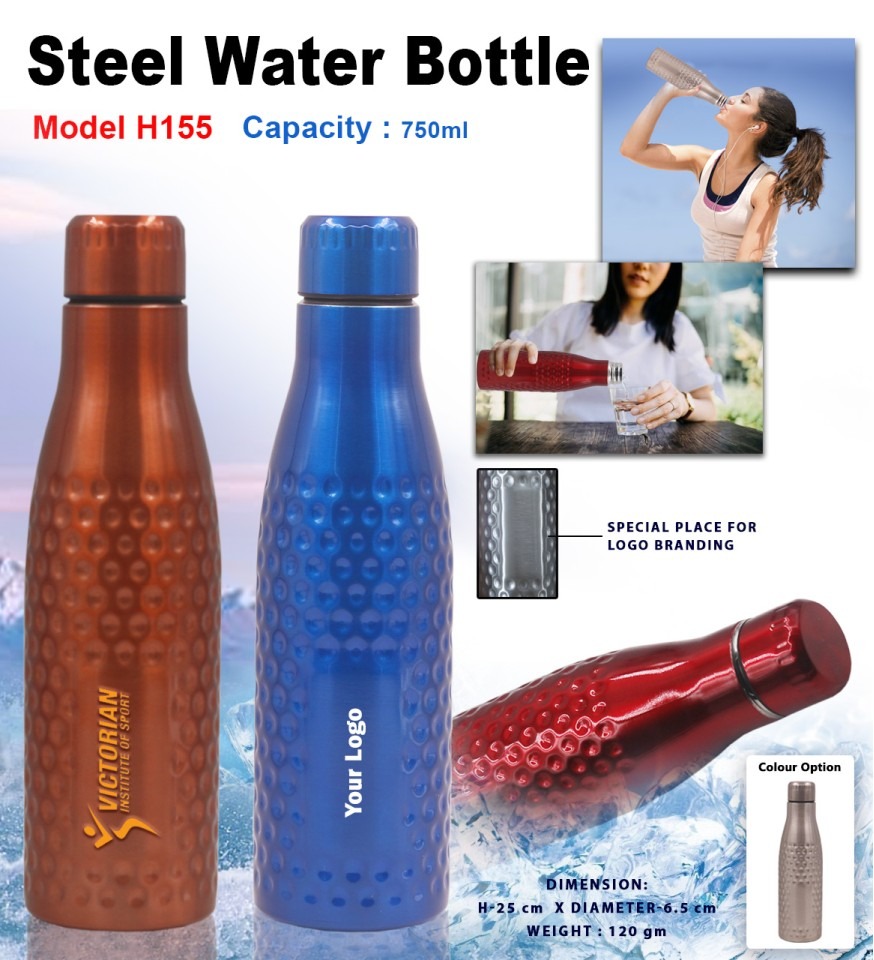 Steel Water Bottle
Model H155 Capacity : 750ml
SPECIAL PLACE FOR
LOGO BRANDING
VICTORIAN
INSTITUTE OF SPORT
Your Logo
Colour Option
DIMENSION:
H-25 cm X DIAMETER-6.5 cm
WEIGHT : 120 gm